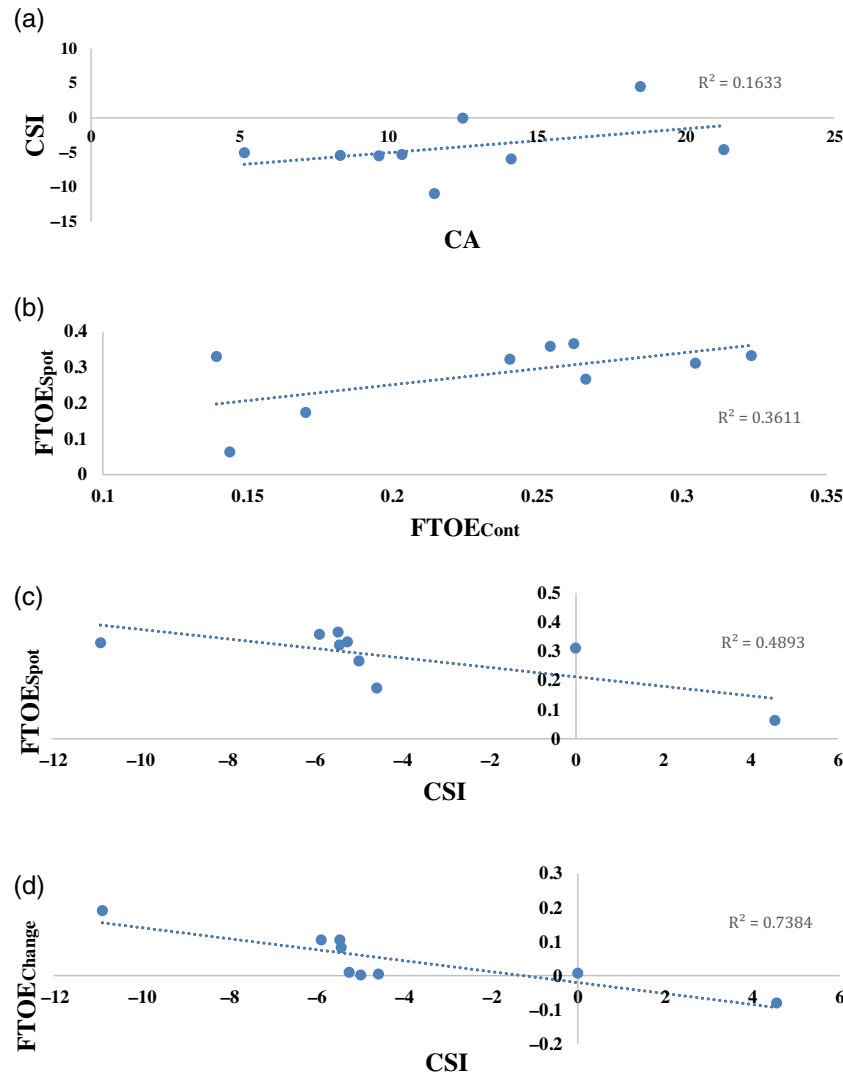 (a)
10
5
0
–5
–10
–15
CSI
0 5 10 15 20 25
CA
R² = 0.1633
(b)
0.4
0.3
0.2
0.1
0
FTOESpot
0.1 0.15 0.2 0.25 0.3 0.35
FTOECont
R² = 0.3611
(c)
0.5
0.4
0.3
0.2
0.1
0
FTOESpot
–12 –10 –8 –6 –4 –2 0 2 4 6
CSI
R² = 0.4893
(d)
0.3
0.2
0.1
0
–0.1
–0.2
FTOEChange
–12 –10 –8 –6 –4 –2 0 2 4 6
CSI
R² = 0.7384